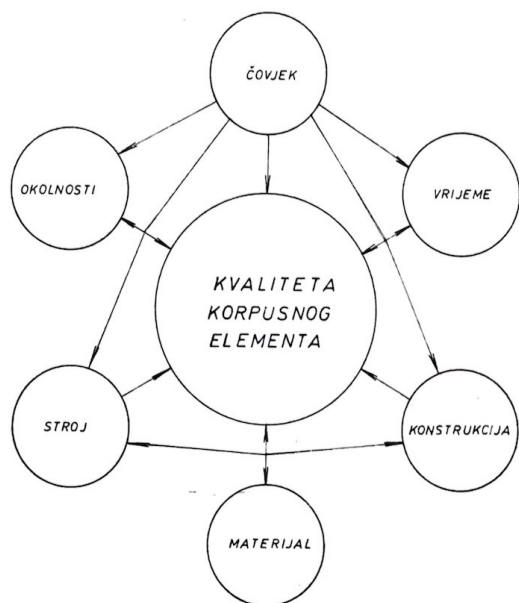 ČOVJEK
OKOLNOSTI
VRIJEME
KVALITETA
KORPUSNOG
ELEMENTA
STROJ
KONSTRUKCIJA
MATERIJAL